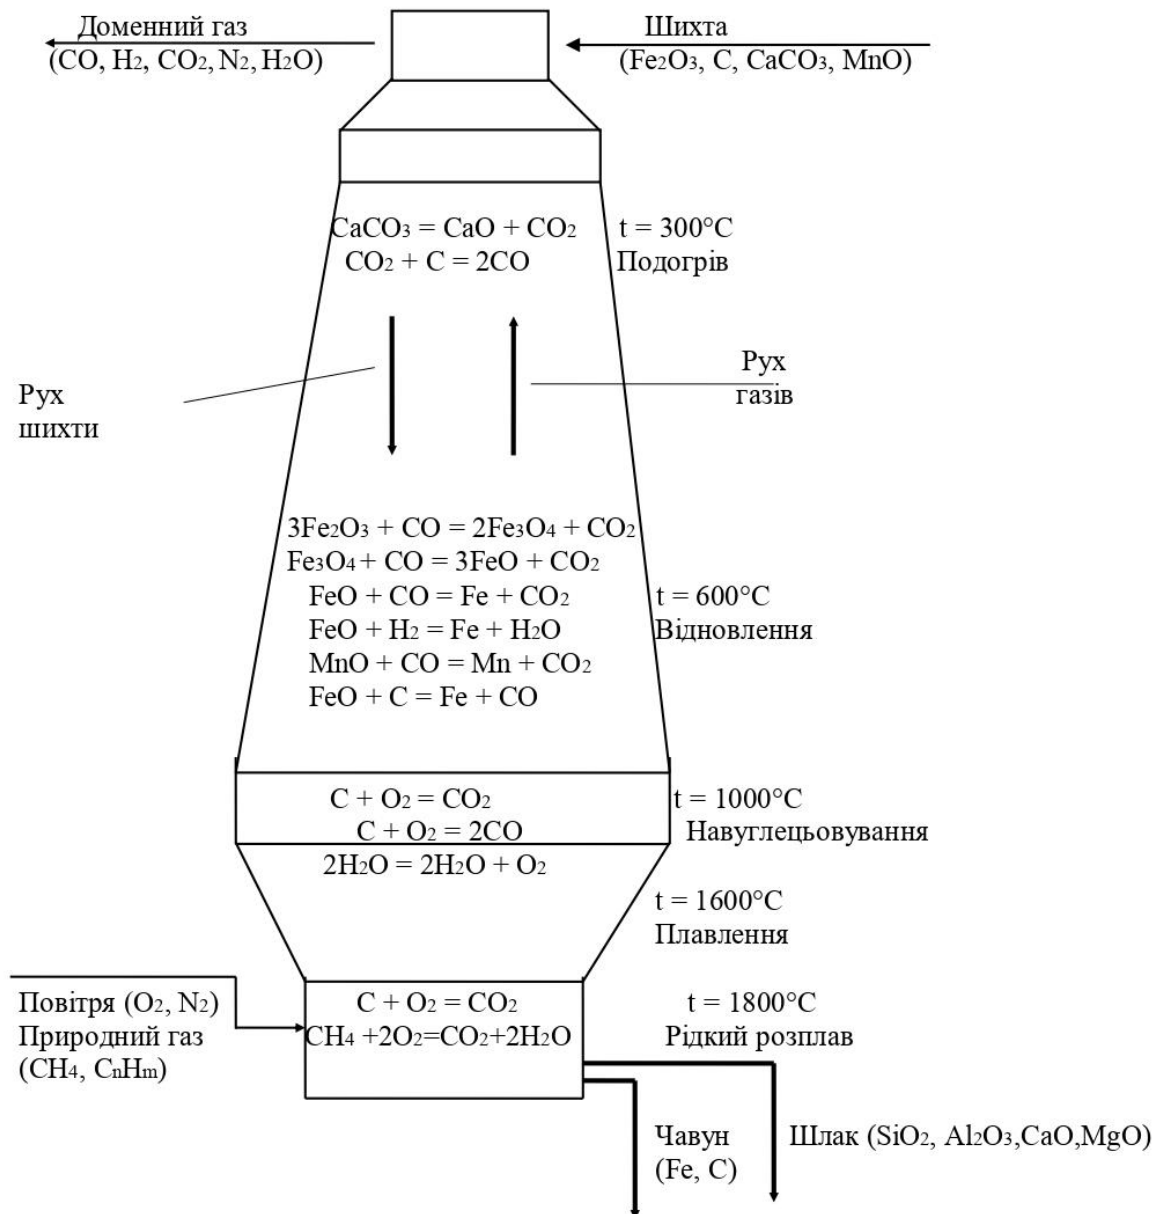 Доменний газ
(CO, H₂, CO₂, N₂, H₂O)
Шихта
(Fe₂O₃, C, CaCO₃, MnO)
CaCO₃ = CaO + CO₂
CO₂ + C = 2CO
t = 300°C
Подогрів
Рух
шихти
Рух
газів
3Fe₂O₃ + CO = 2Fe₃O₄ + CO₂
Fe₃O₄ + CO = 3FeO + CO₂
FeO + CO = Fe + CO₂
FeO + H₂ = Fe + H₂O
MnO + CO = Mn + CO₂
FeO + C = Fe + CO
t = 600°C
Відновлення
C + O₂ = CO₂
C + O₂ = 2CO
2H₂O = 2H₂O + O₂
t = 1000°C
Навуглецьовування
t = 1600°C
Плавлення
Повітря (O₂, N₂)
Природний газ
(CH₄, CₙHₘ)
C + O₂ = CO₂
CH₄ +2O₂=CO₂+2H₂O
t = 1800°C
Рідкий розплав
Чавун
(Fe, C)
Шлак (SiO₂, Al₂O₃,CaO,MgO)